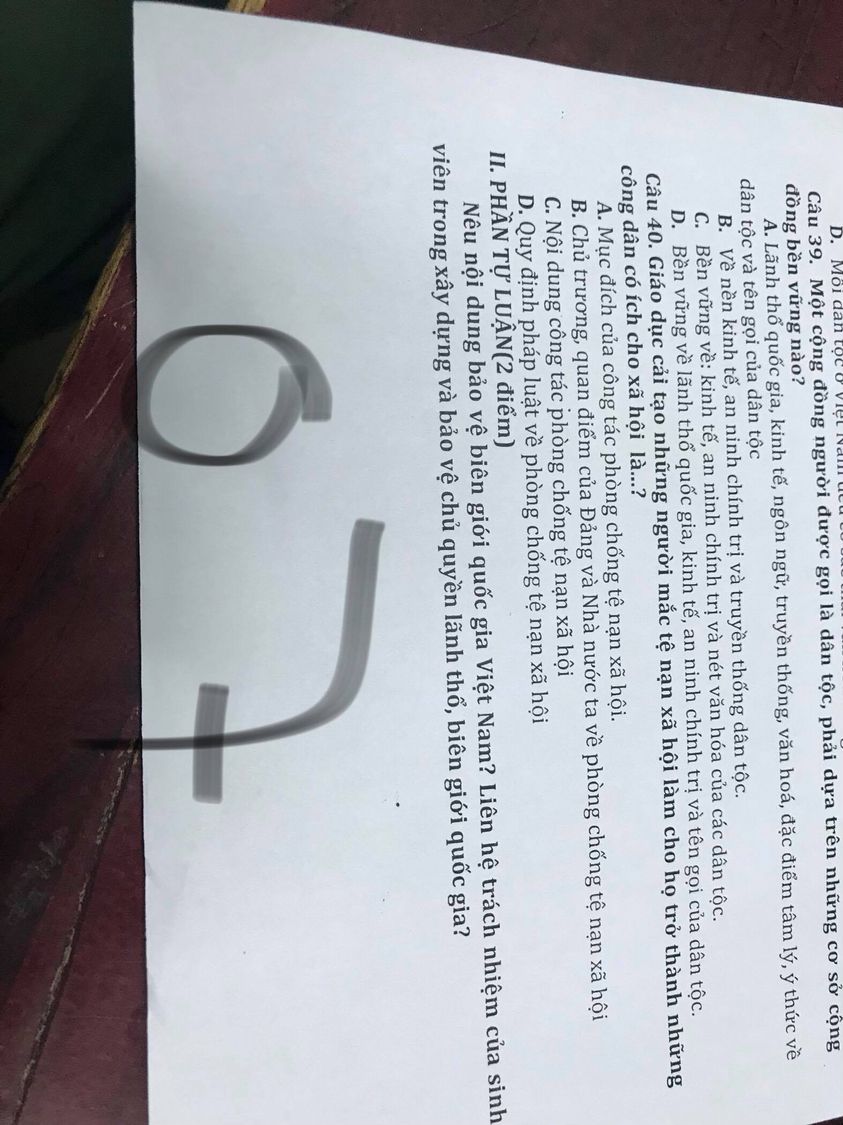 D. Mỗi dân tộc ở Việt Nam đều có
Câu 39. Một cộng đồng người được gọi là dân tộc, phải dựa trên những cơ sở cộng
đồng bền vững nào?
A. Lãnh thổ quốc gia, kinh tế, ngôn ngữ, truyền thống, văn hoá, đặc điểm tâm lý, ý thức về
dân tộc và tên gọi của dân tộc
B. Về nền kinh tế, an ninh chính trị và truyền thống dân tộc.
C. Bền vững về: kinh tế, an ninh chính trị và nét văn hóa của các dân tộc.
D. Bền vững về lãnh thổ quốc gia, kinh tế, an ninh chính trị và tên gọi của dân tộc.
Câu 40. Giáo dục cải tạo những người mắc tệ nạn xã hội làm cho họ trở thành những
công dân có ích cho xã hội là...?
A. Mục đích của công tác phòng chống tệ nạn xã hội.
B. Chủ trương, quan điểm của Đảng và Nhà nước ta về phòng chống tệ nạn xã hội
C. Nội dung công tác phòng chống tệ nạn xã hội
D. Quy định pháp luật về phòng chống tệ nạn xã hội
II. PHẦN TỰ LUẬN(2 điểm)
Nêu nội dung bảo vệ biên giới quốc gia Việt Nam? Liên hệ trách nhiệm của sinh
viên trong xây dựng và bảo vệ chủ quyền lãnh thổ, biên giới quốc gia?